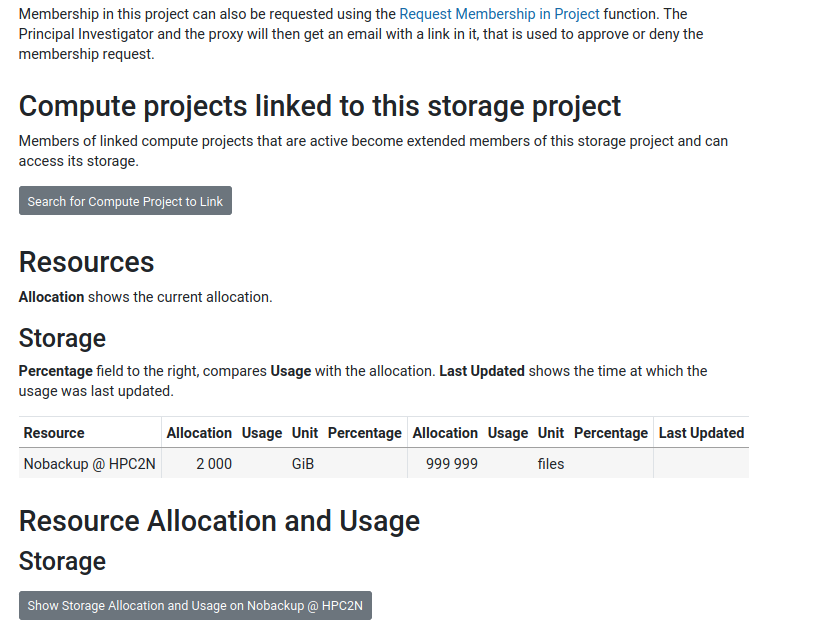 Membership in this project can also be requested using the Request Membership in Project function. The
Principal Investigator and the proxy will then get an email with a link in it, that is used to approve or deny the
membership request.
Compute projects linked to this storage project
Members of linked compute projects that are active become extended members of this storage project and can
access its storage.
Search for Compute Project to Link
Resources
Allocation shows the current allocation.
Storage
Percentage field to the right, compares Usage with the allocation. Last Updated shows the time at which the
usage was last updated.
Resource Allocation Usage Unit Percentage Allocation Usage Unit Percentage Last Updated
Nobackup @ HPC2N 2 000 GiB 999 999 files
Resource Allocation and Usage
Storage
Show Storage Allocation and Usage on Nobackup @ HPC2N